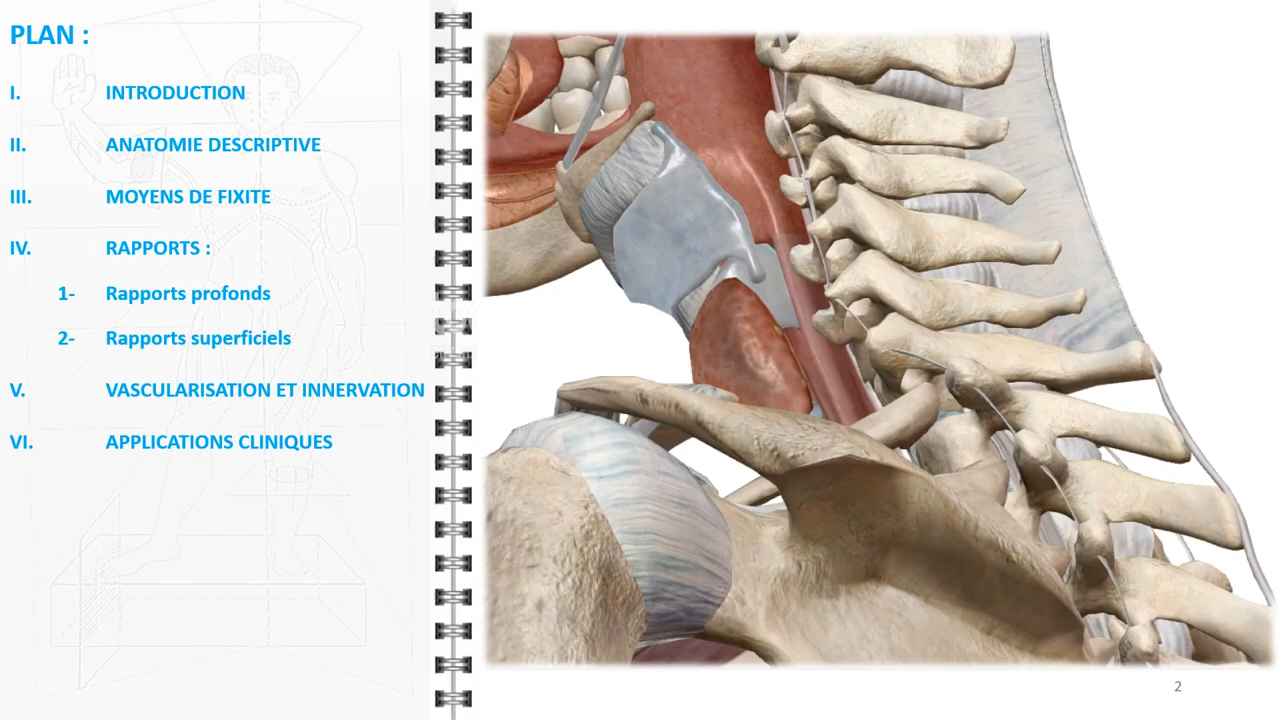 PLAN :
I. INTRODUCTION
II. ANATOMIE DESCRIPTIVE
III. MOYENS DE FIXITE
IV. RAPPORTS :
1- Rapports profonds
2- Rapports superficiels
V. VASCULARISATION ET INNERVATION
VI. APPLICATIONS CLINIQUES
2